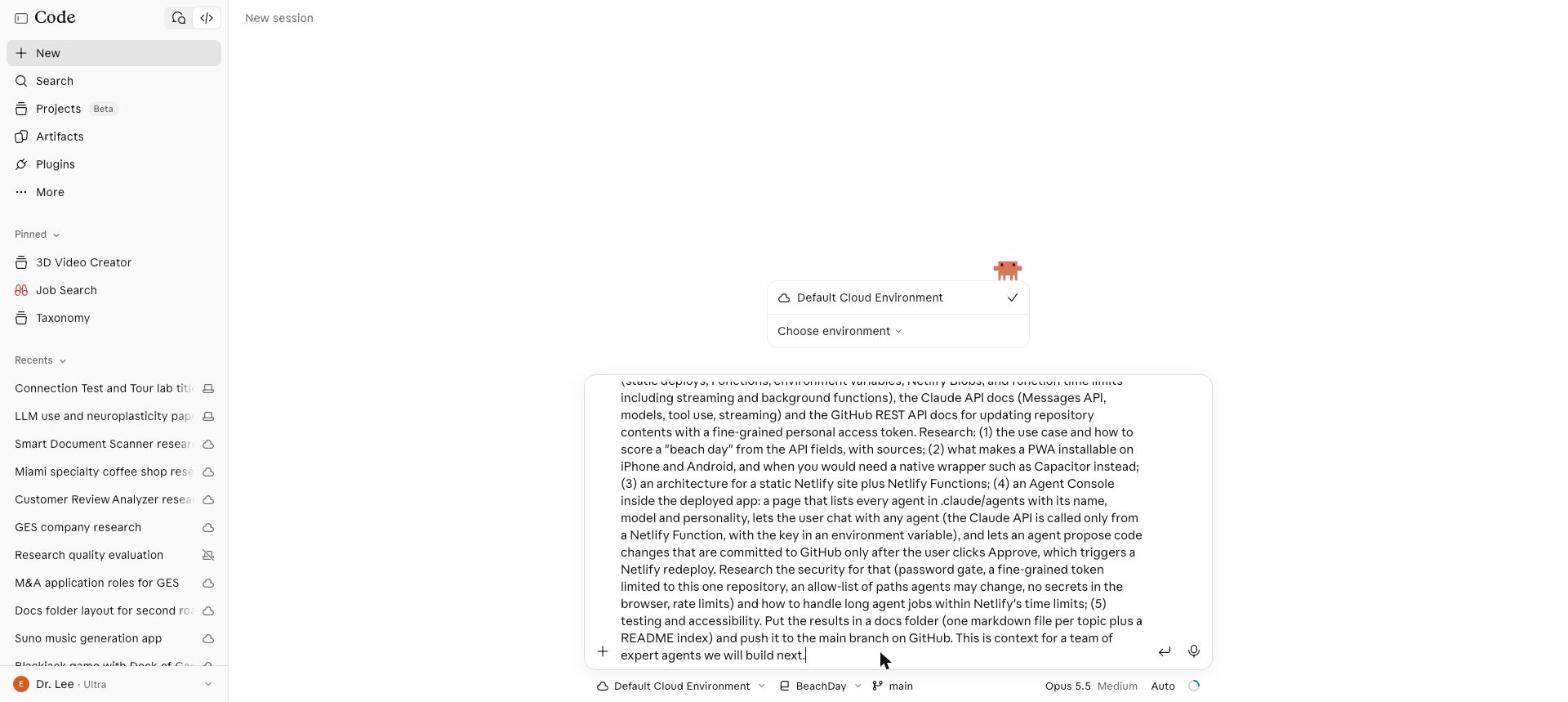 Code
New session
New
Search
Projects Beta
Artifacts
Plugins
More
Pinned
3D Video Creator
Job Search
Taxonomy
Recents
Connection Test and Tour lab
LLM use and neuroplasticity
Smart Document Scanner
Miami specialty coffee shop
Customer Review Analyzer
GES company research
Research quality evaluation
M&A application roles for GES
Docs folder layout for second
Suno music generation app
Dr. Lee · Ultra
Default Cloud Environment
Choose environment
(static deploys, Functions, environment variables, Netlify Blobs, and function time limits
including streaming and background functions), the Claude API docs (Messages API,
models, tool use, streaming) and the GitHub REST API docs for updating repository
contents with a fine-grained personal access token. Research: (1) the use case and how to
score a "beach day" from the API fields, with sources; (2) what makes a PWA installable on
iPhone and Android, and when you would need a native wrapper such as Capacitor instead;
(3) an architecture for a static Netlify site plus Netlify Functions; (4) an Agent Console
inside the deployed app: a page that lists every agent in .claude/agents with its name,
model and personality, lets the user chat with any agent (the Claude API is called only from
a Netlify Function, with the key in an environment variable), and lets an agent propose code
changes that are committed to GitHub only after the user clicks Approve, which triggers a
Netlify redeploy. Research the security for that (password gate, a fine-grained token
limited to this one repository, an allow-list of paths agents may change, no secrets in the
browser, rate limits) and how to handle long agent jobs within Netlify's time limits; (5)
testing and accessibility. Put the results in a docs folder (one markdown file per topic plus a
README index) and push it to the main branch on GitHub. This is context for a team of
expert agents we will build next.
Default Cloud Environment BeachDay main Opus 5.5 Medium Auto